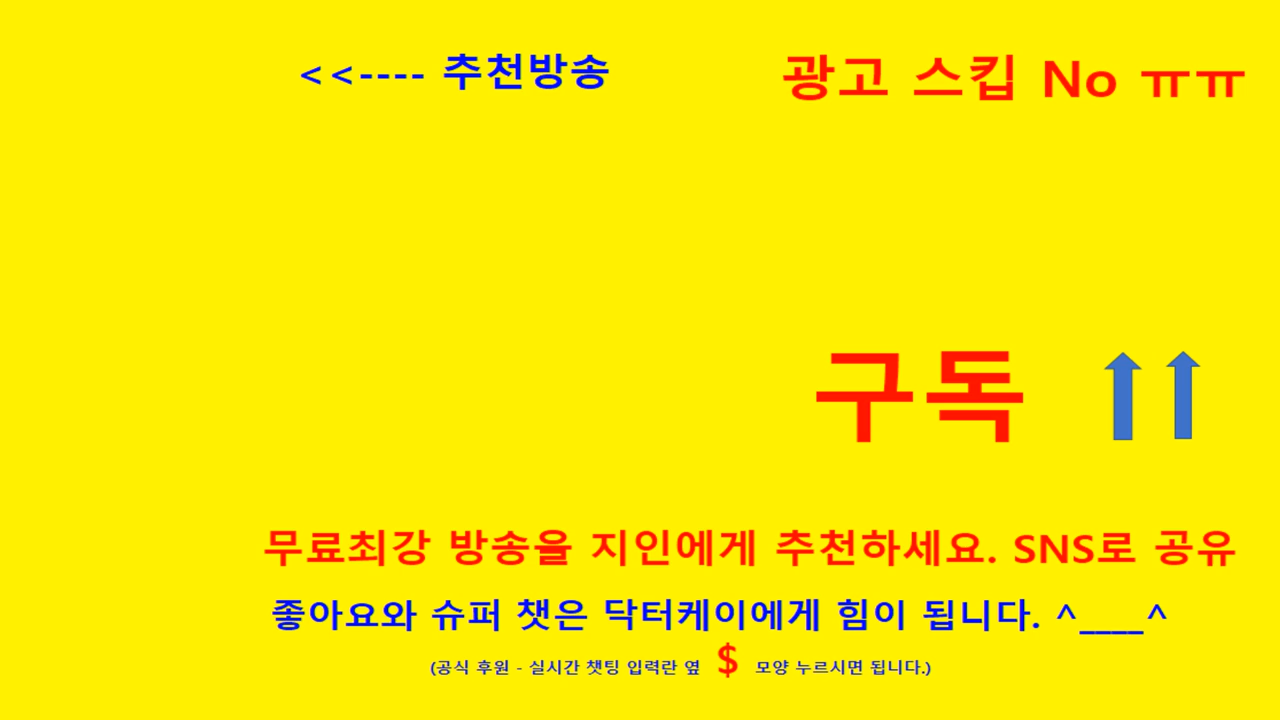 <<---- 추천방송
광고 스킵 No ㅠㅠ
구독
무료최강 방송을 지인에게 추천하세요. SNS로 공유
좋아요와 슈퍼 챗은 닥터케이에게 힘이 됩니다. ^____^
(공식 후원 - 실시간 챗팅 입력란 옆 $ 모양 누르시면 됩니다.)